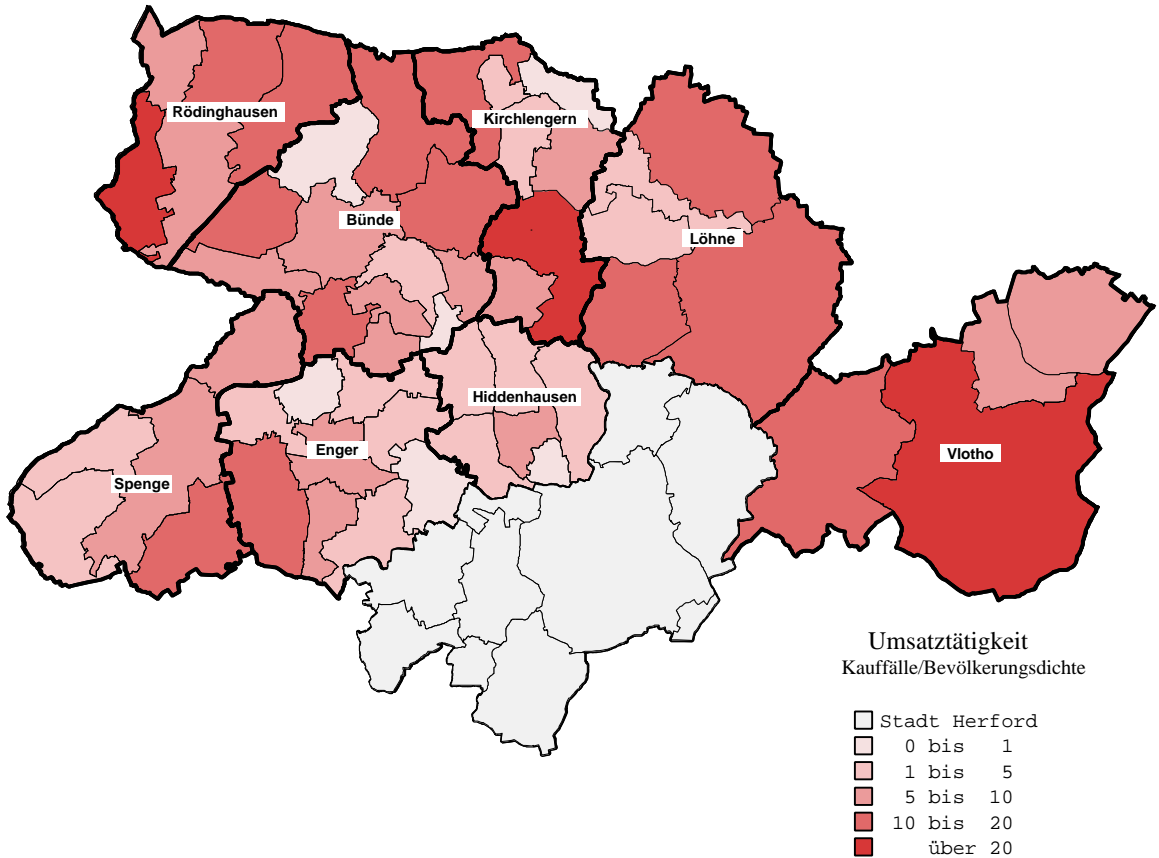 Rödinghausen
Kirchlengern
Bünde
Löhne
Hiddenhausen
Enger
Vlotho
Spenge
Umsatztätigkeit
Kauffälle/Bevölkerungsdichte
Stadt Herford
0 bis 1
1 bis 5
5 bis 10
10 bis 20
über 20